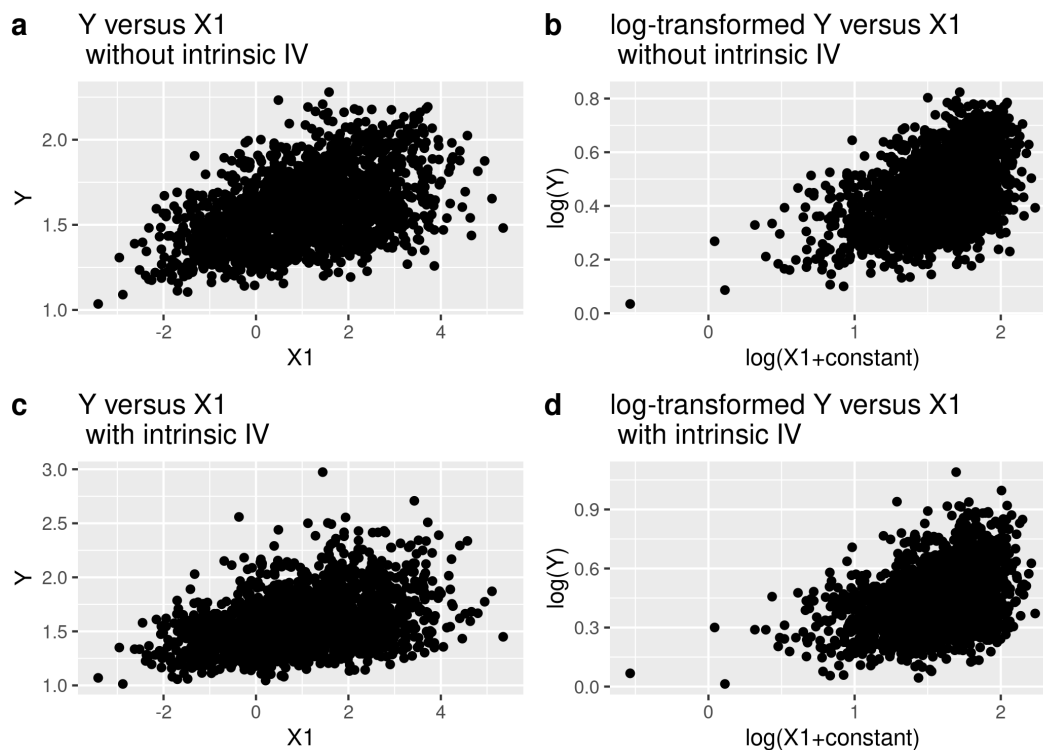 a
Y versus X1
without intrinsic IV
Y
2.0
1.5
1.0
-2
0
2
4
X1
b
log-transformed Y versus X1
without intrinsic IV
log(Y)
0.8
0.6
0.4
0.2
0.0
0
1
2
log(X1+constant)
c
Y versus X1
with intrinsic IV
Y
3.0
2.5
2.0
1.5
1.0
-2
0
2
4
X1
d
log-transformed Y versus X1
with intrinsic IV
log(Y)
0.9
0.6
0.3
0.0
0
1
2
log(X1+constant)